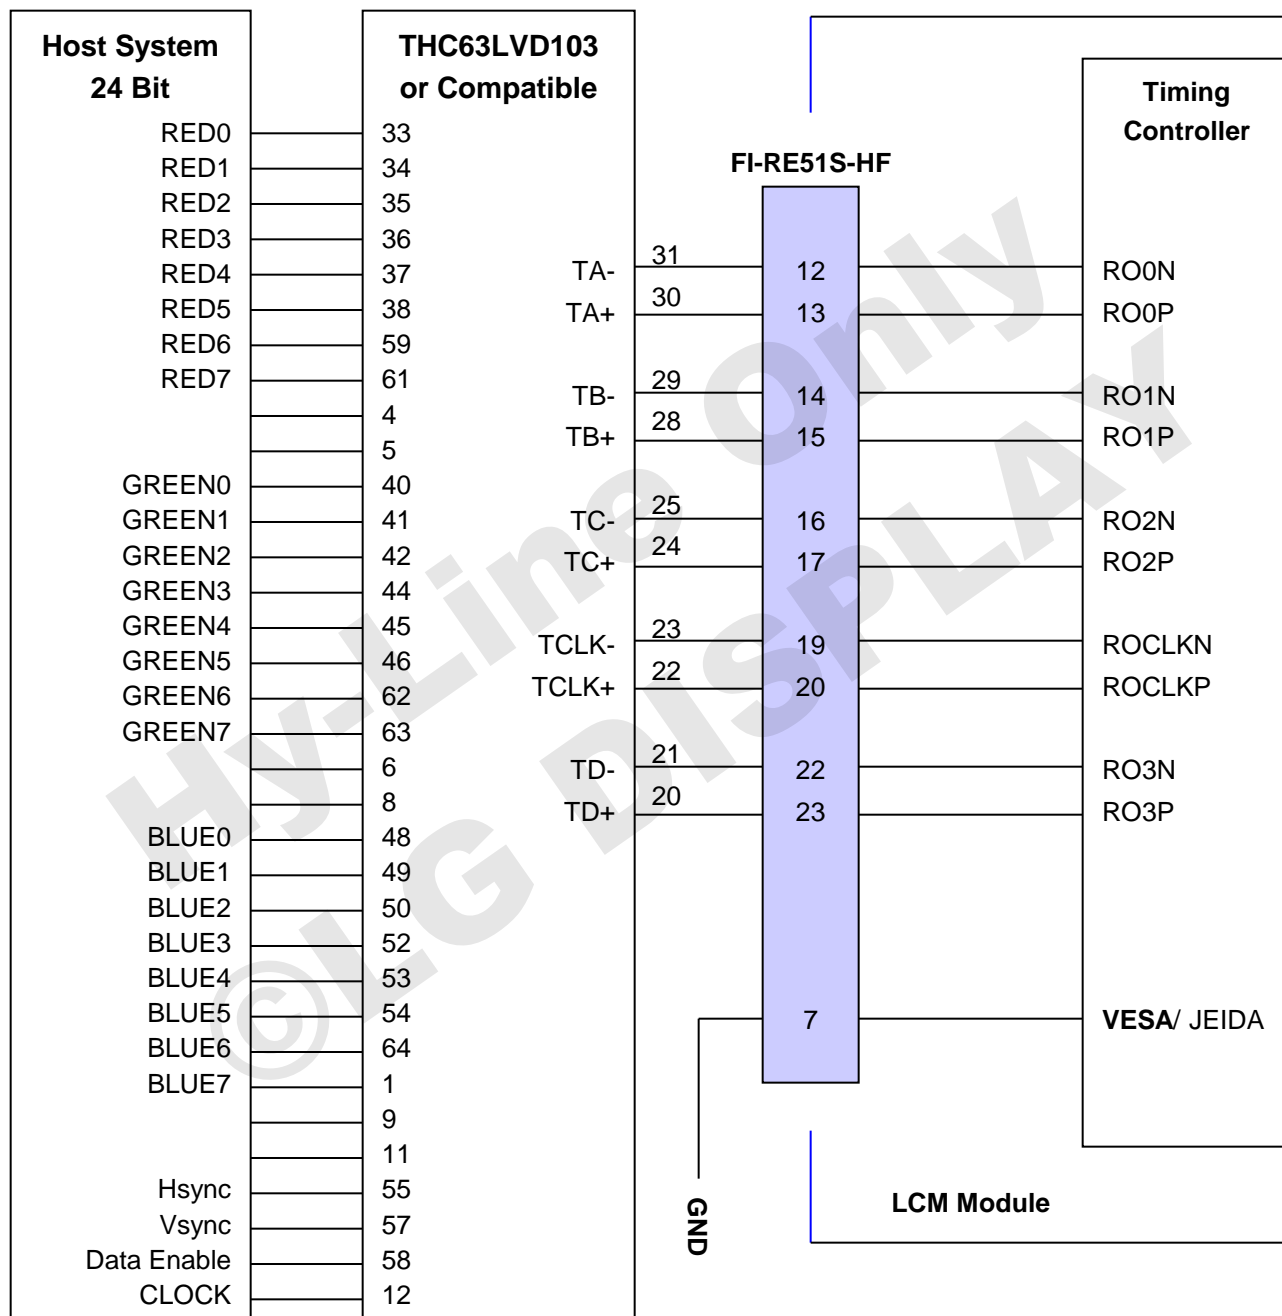 Host System
24 Bit
RED0 33
RED1 34
RED2 35
RED3 36
RED4 37
RED5 38
RED6 59
RED7 61
4
5
GREEN0 40
GREEN1 41
GREEN2 42
GREEN3 44
GREEN4 45
GREEN5 46
GREEN6 62
GREEN7 63
6
8
BLUE0 48
BLUE1 49
BLUE2 50
BLUE3 52
BLUE4 53
BLUE5 54
BLUE6 64
BLUE7 1
9
11
Hsync 55
Vsync 57
Data Enable 58
CLOCK 12
THC63LVD103
or Compatible
TA- 31 12 RO0N
TA+ 30 13 RO0P
TB- 29 14 RO1N
TB+ 28 15 RO1P
TC- 25 16 RO2N
TC+ 24 17 RO2P
TCLK- 23 19 ROCLKN
TCLK+ 22 20 ROCLKP
TD- 21 22 RO3N
TD+ 20 23 RO3P
7 VESA/ JEIDA
GND
FI-RE51S-HF
Timing
Controller
LCM Module
Hy-Line Only
©LG DISPLAY